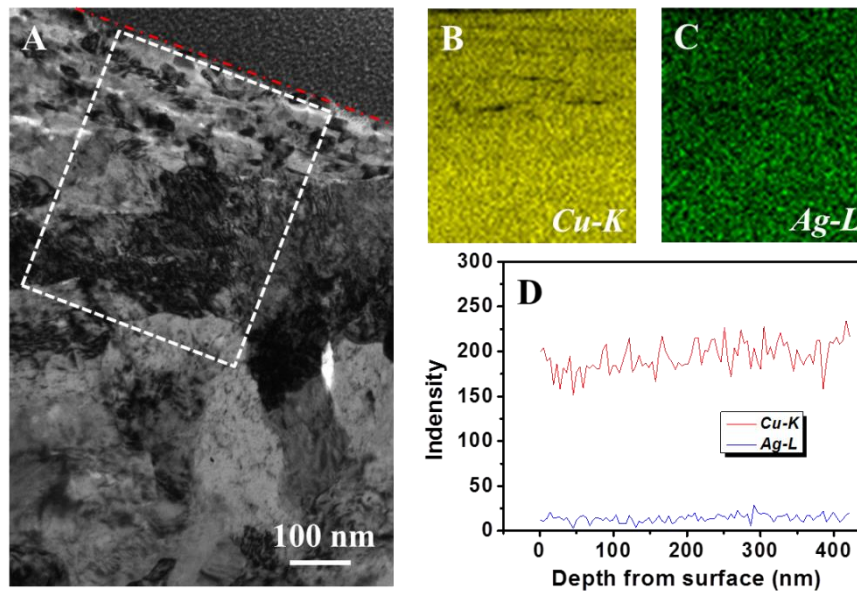 A
100 nm
B
Cu-K
C
Ag-L
D
300
250
200
150
100
50
0
Indensity
Cu-K
Ag-L
0 100 200 300 400
Depth from surface (nm)